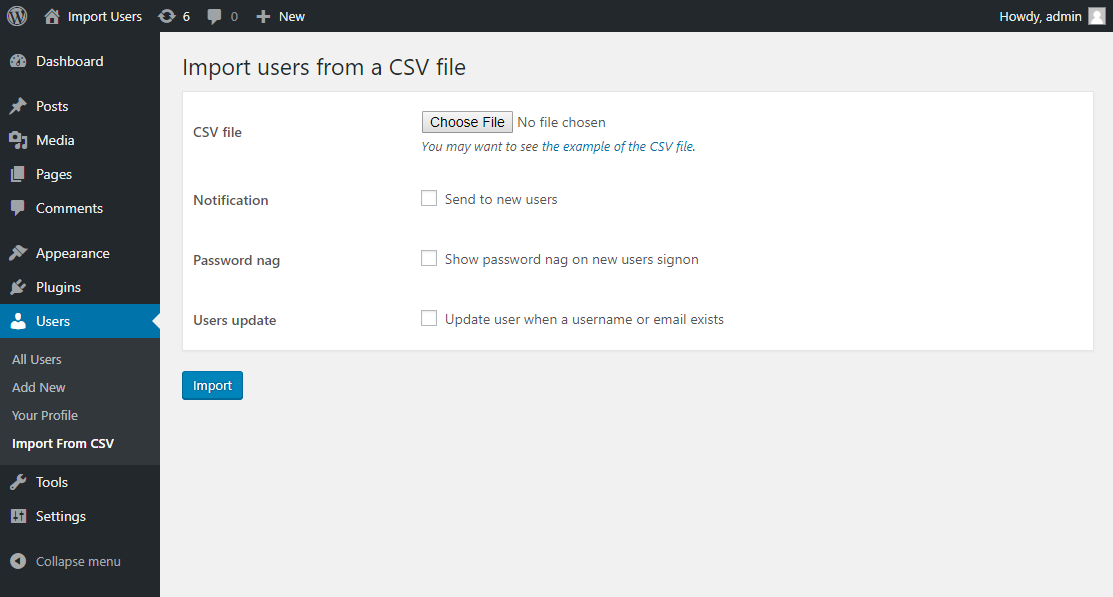 Import Users 6 0 New Howdy, admin
Dashboard
Posts
Media
Pages
Comments
Appearance
Plugins
Users
All Users
Add New
Your Profile
Import From CSV
Tools
Settings
Collapse menu
Import users from a CSV file
CSV file Choose File No file chosen
You may want to see the example of the CSV file.
Notification Send to new users
Password nag Show password nag on new users signon
Users update Update user when a username or email exists
Import